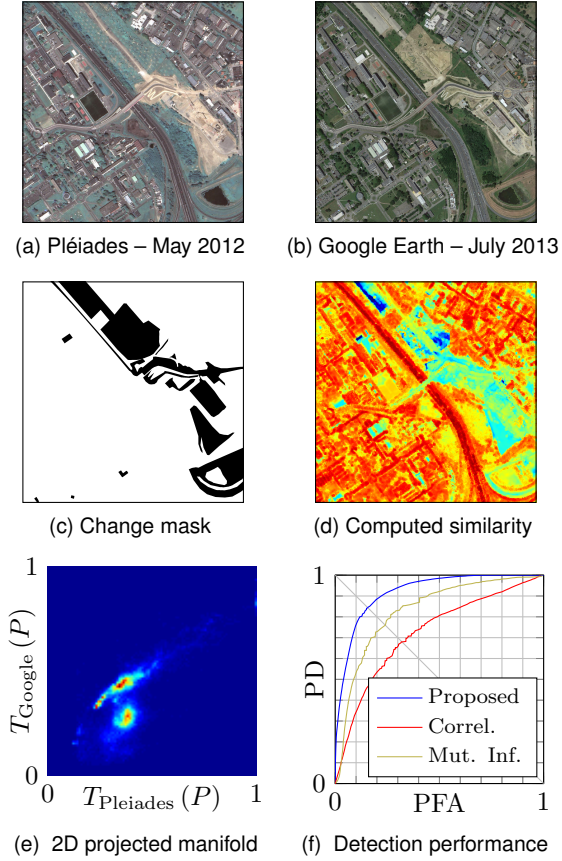 (a) Pléiades – May 2012
(b) Google Earth – July 2013
(c) Change mask
(d) Computed similarity
1
T_Google (P)
0
0
T_Pleiades (P)
1
(e) 2D projected manifold
1
PD
Proposed
Correl.
Mut. Inf.
0
0
PFA
1
(f) Detection performance